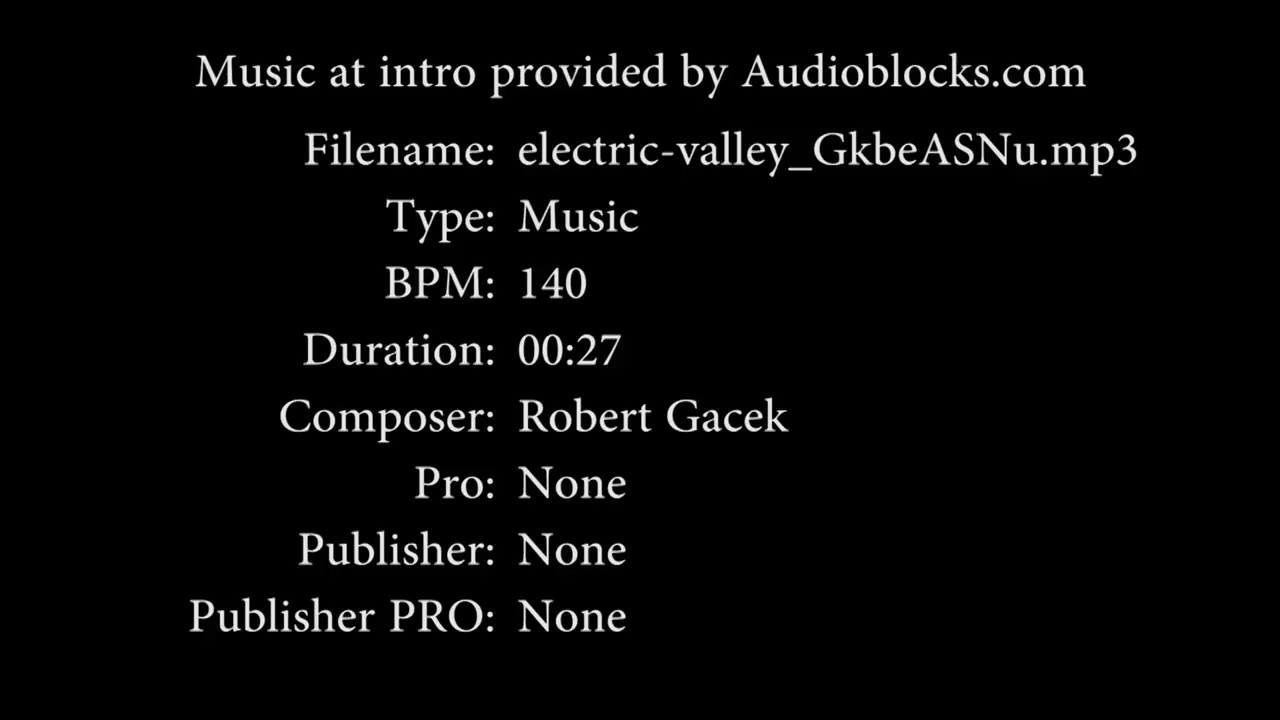 Music at intro provided by Audioblocks.com
Filename: electric-valley_GkbeASNu.mp3
Type: Music
BPM: 140
Duration: 00:27
Composer: Robert Gacek
Pro: None
Publisher: None
Publisher PRO: None